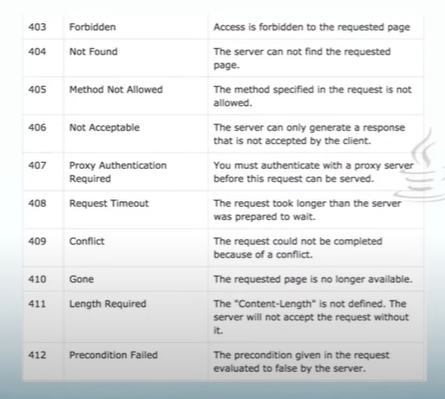 403 Forbidden Access is forbidden to the requested page
404 Not Found The server can not find the requested
page.
405 Method Not Allowed The method specified in the request is not
allowed.
406 Not Acceptable The server can only generate a response
that is not accepted by the client.
407 Proxy Authentication You must authenticate with a proxy server
Required before this request can be served.
408 Request Timeout The request took longer than the server
was prepared to wait.
409 Conflict The request could not be completed
because of a conflict.
410 Gone The requested page is no longer available.
411 Length Required The "Content-Length" is not defined. The
server will not accept the request without
it.
412 Precondition Failed The precondition given in the request
evaluated to false by the server.